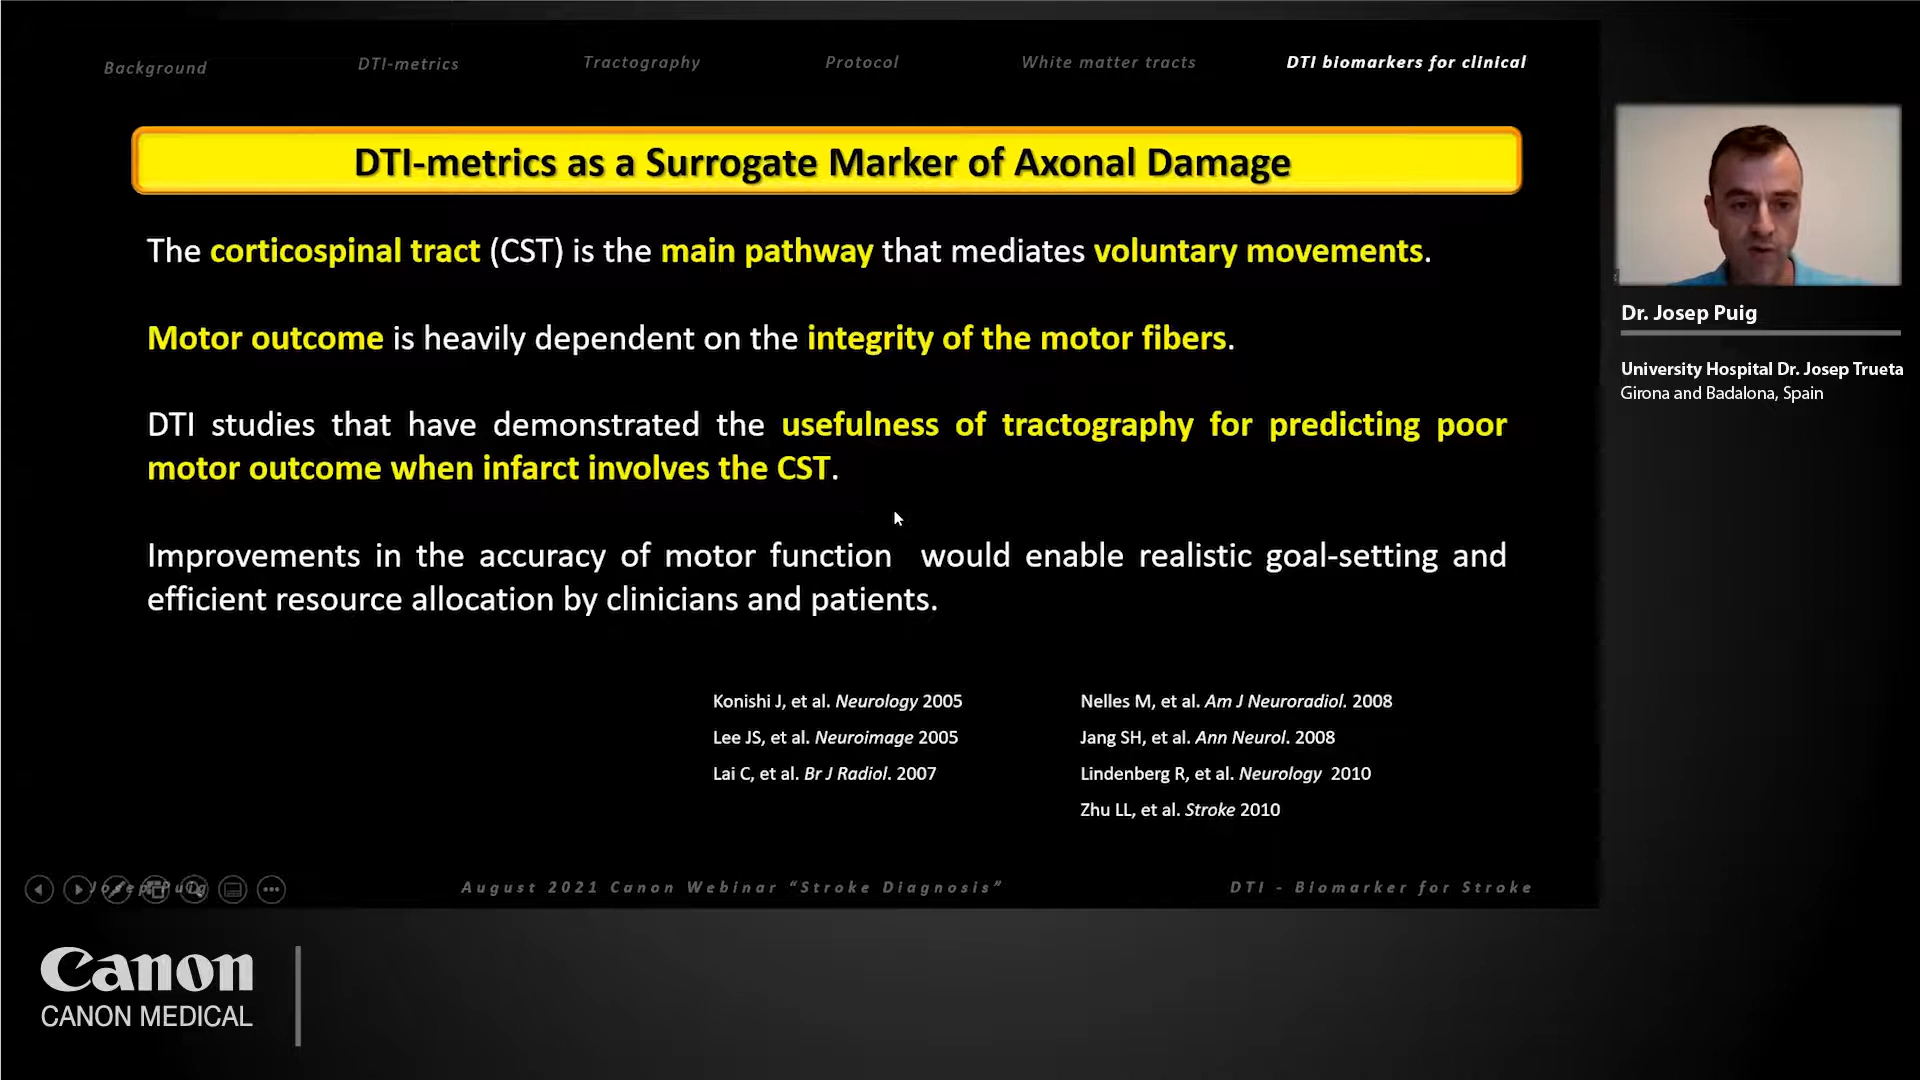 Background DTI-metrics Tractography Protocol White matter tracts DTI biomarkers for clinical
DTI-metrics as a Surrogate Marker of Axonal Damage
The corticospinal tract (CST) is the main pathway that mediates voluntary movements.
Motor outcome is heavily dependent on the integrity of the motor fibers.
DTI studies that have demonstrated the usefulness of tractography for predicting poor
motor outcome when infarct involves the CST.
Improvements in the accuracy of motor function would enable realistic goal-setting and
efficient resource allocation by clinicians and patients.
Konishi J, et al. Neurology 2005
Lee JS, et al. Neuroimage 2005
Lai C, et al. Br J Radiol. 2007
Nelles M, et al. Am J Neuroradiol. 2008
Jang SH, et al. Ann Neurol. 2008
Lindenberg R, et al. Neurology 2010
Zhu LL, et al. Stroke 2010
Josep Puig August 2021 Canon Webinar “Stroke Diagnosis” DTI - Biomarker for Stroke
Dr. Josep Puig
University Hospital Dr. Josep Trueta
Girona and Badalona, Spain
Canon
CANON MEDICAL